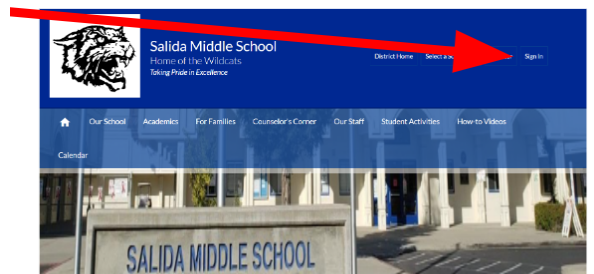 Salida Middle School
Home of the Wildcats
Taking Pride in Excellence
District Home Select a Sign In
Our School Academics For Families Counselor's Corner Our Staff Student Activities How-to Videos
Calendar
SALIDA MIDDLE SCHOOL